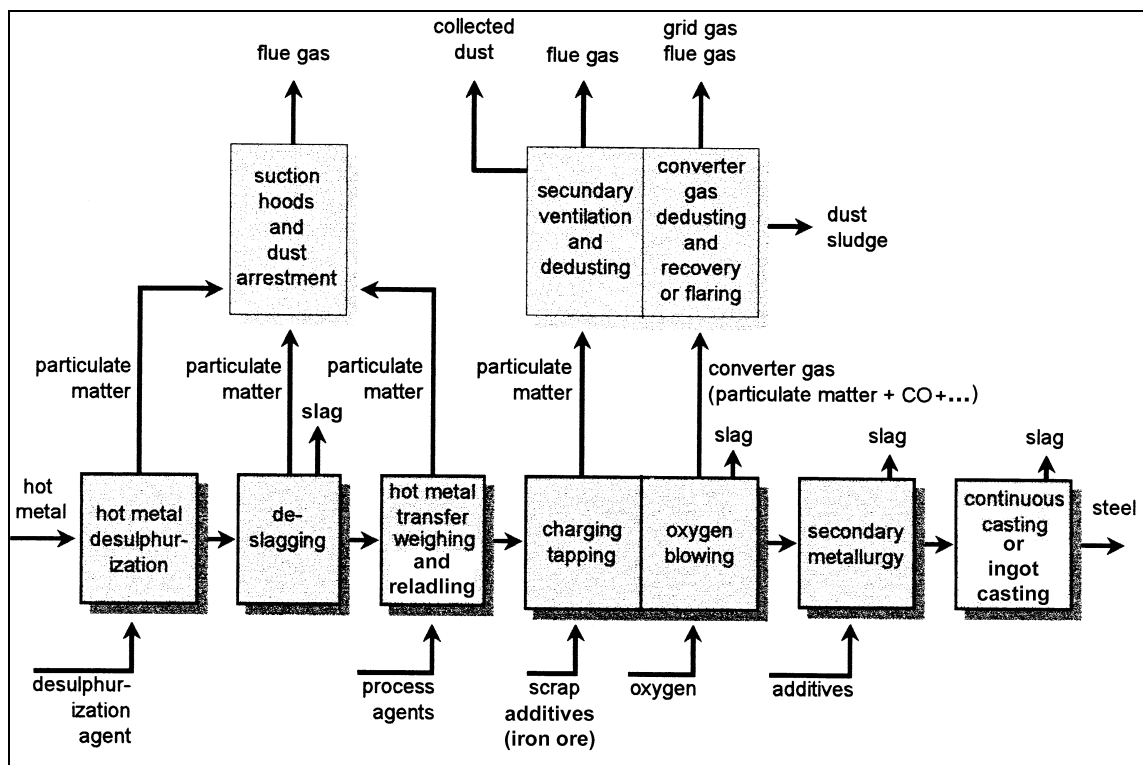 collected
dust
flue gas
flue gas
grid gas
flue gas
suction
hoods
and
dust
arrestment
secundary
ventilation
and
dedusting
converter
gas
dedusting
and
recovery
or flaring
dust
sludge
particulate
matter
particulate
matter
particulate
matter
particulate
matter
converter gas
(particulate matter + CO+...)
slag
slag
slag
slag
hot
metal
hot metal
desulphur-
ization
de-
slagging
hot metal
transfer
weighing
and
reladling
charging
tapping
oxygen
blowing
secondary
metallurgy
continuous
casting
or
ingot
casting
steel
desulphur-
ization
agent
process
agents
scrap
additives
(iron ore)
oxygen
additives